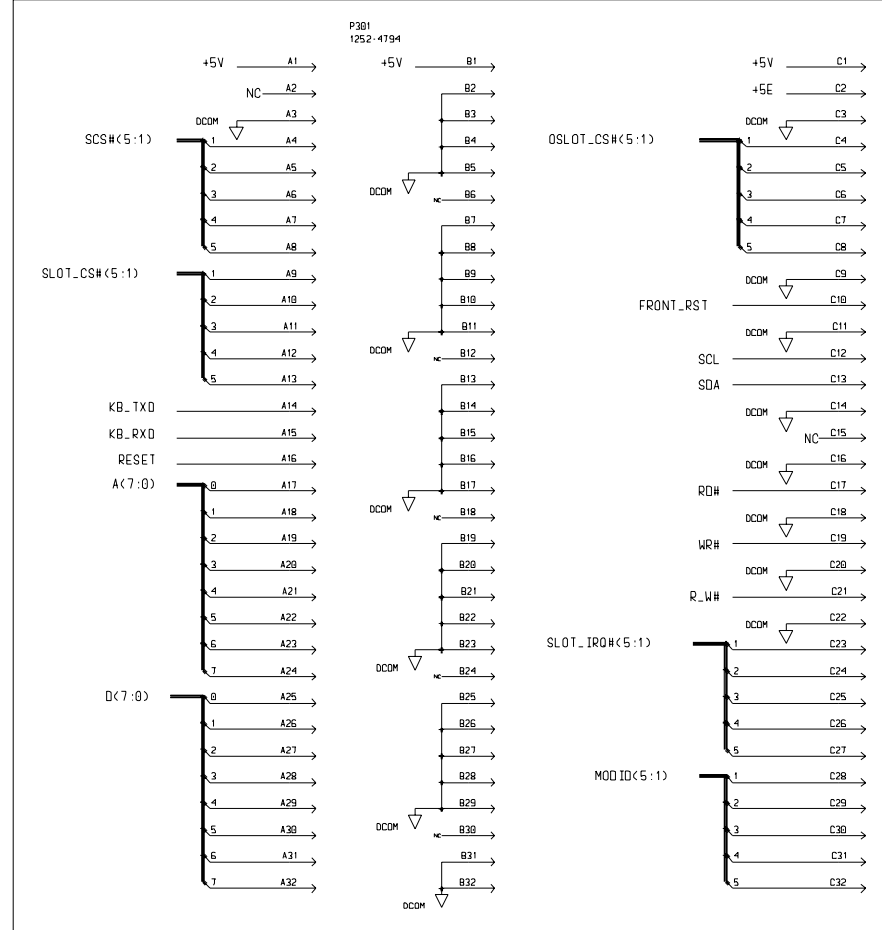 P301
1252-4794
+5V A1
NC A2
DCOM A3
SCS#(5:1) 1 A4
2 A5
3 A6
4 A7
5 A8
SLOT_CS#(5:1) 1 A9
2 A10
3 A11
4 A12
5 A13
KB_TXD A14
KB_RXD A15
RESET A16
A(7:0) 0 A17
1 A18
2 A19
3 A20
4 A21
5 A22
6 A23
7 A24
D(7:0) 0 A25
1 A26
2 A27
3 A28
4 A29
5 A30
6 A31
7 A32
+5V B1
B2
B3
B4
B5
DCOM
NC B6
B7
B8
B9
B10
B11
DCOM
NC B12
B13
B14
B15
B16
B17
DCOM
NC B18
B19
B20
B21
B22
B23
DCOM
NC B24
B25
B26
B27
B28
B29
DCOM
NC B30
B31
B32
DCOM
+5V C1
+5E C2
DCOM C3
OSLOT_CS#(5:1) 1 C4
2 C5
3 C6
4 C7
5 C8
DCOM C9
FRONT_RST C10
DCOM C11
SCL C12
SDA C13
DCOM C14
NC C15
DCOM C16
RD# C17
DCOM C18
WR# C19
DCOM C20
R_W# C21
DCOM C22
SLOT_IRQ#(5:1) 1 C23
2 C24
3 C25
4 C26
5 C27
MODID(5:1) 1 C28
2 C29
3 C30
4 C31
5 C32